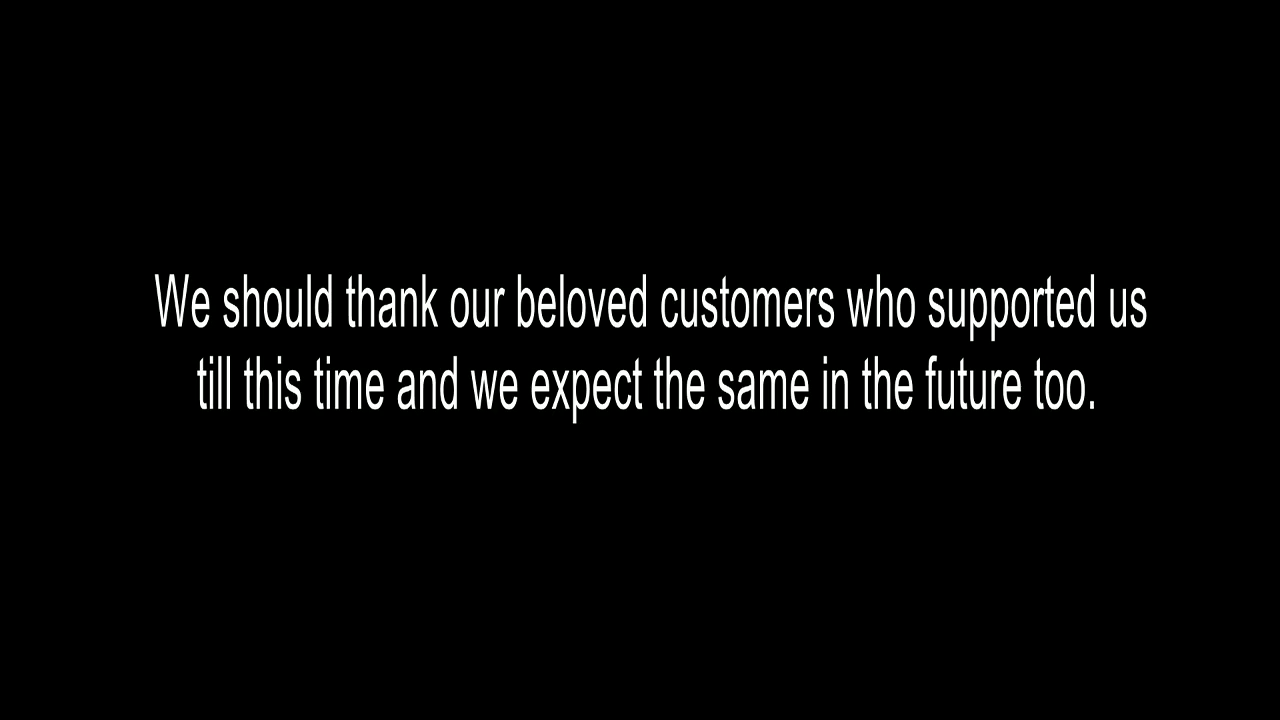 We should thank our beloved customers who supported us
till this time and we expect the same in the future too.